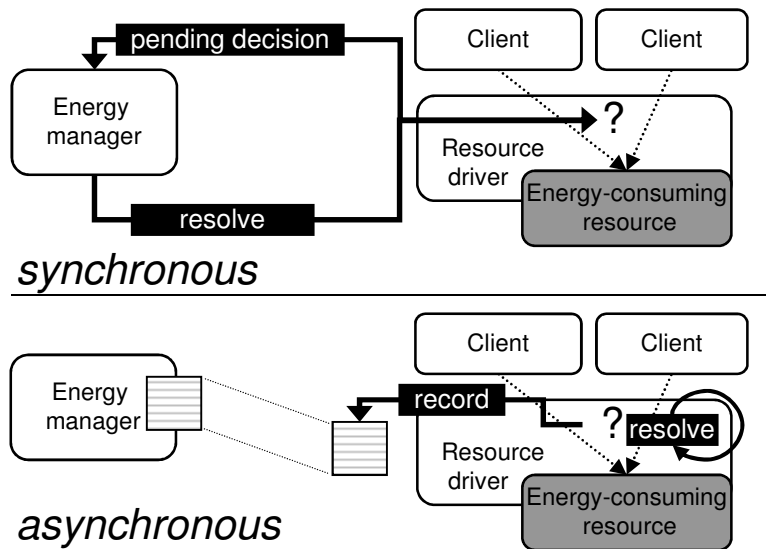 pending decision
Client
Client
Energy
manager
?
Resource
driver
Energy-consuming
resource
resolve
synchronous
Client
Client
Energy
manager
record
?
resolve
Resource
driver
Energy-consuming
resource
asynchronous